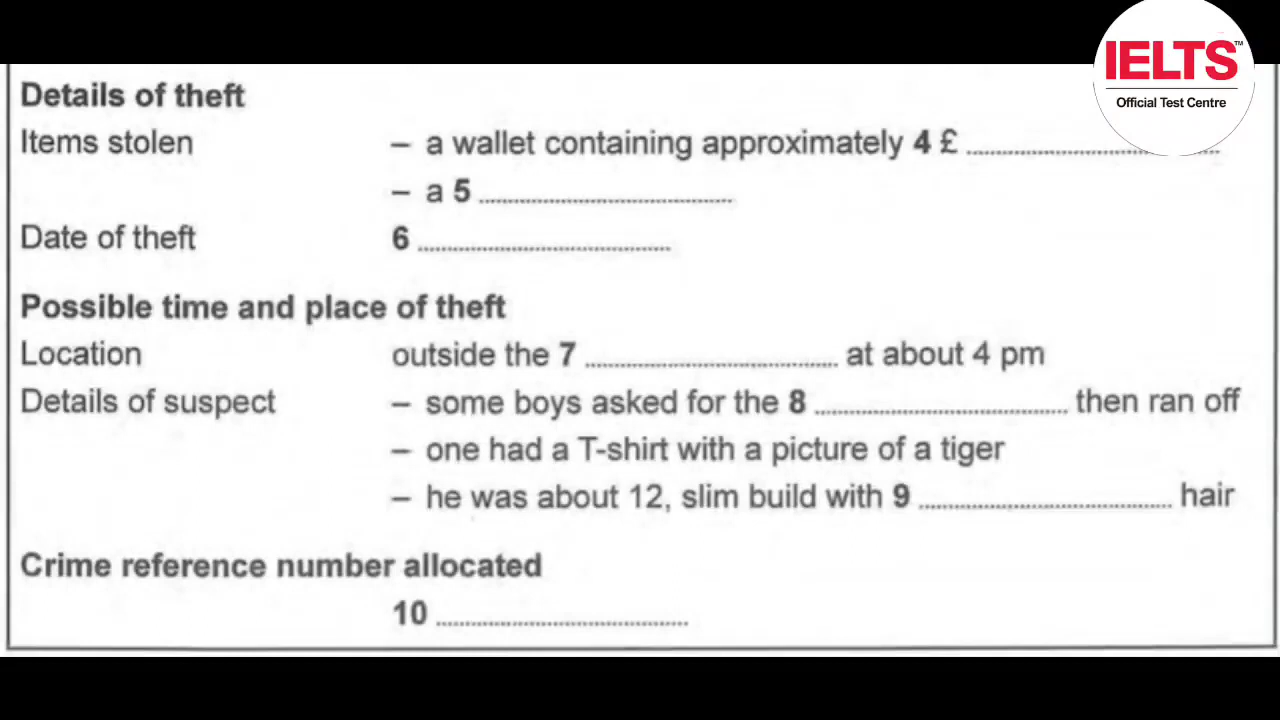 IELTS™
Official Test Centre
Details of theft
Items stolen – a wallet containing approximately 4 £ ........................
– a 5 ........................
Date of theft 6 ........................
Possible time and place of theft
Location outside the 7 ........................ at about 4 pm
Details of suspect – some boys asked for the 8 ........................ then ran off
– one had a T-shirt with a picture of a tiger
– he was about 12, slim build with 9 ........................ hair
Crime reference number allocated
10 ........................